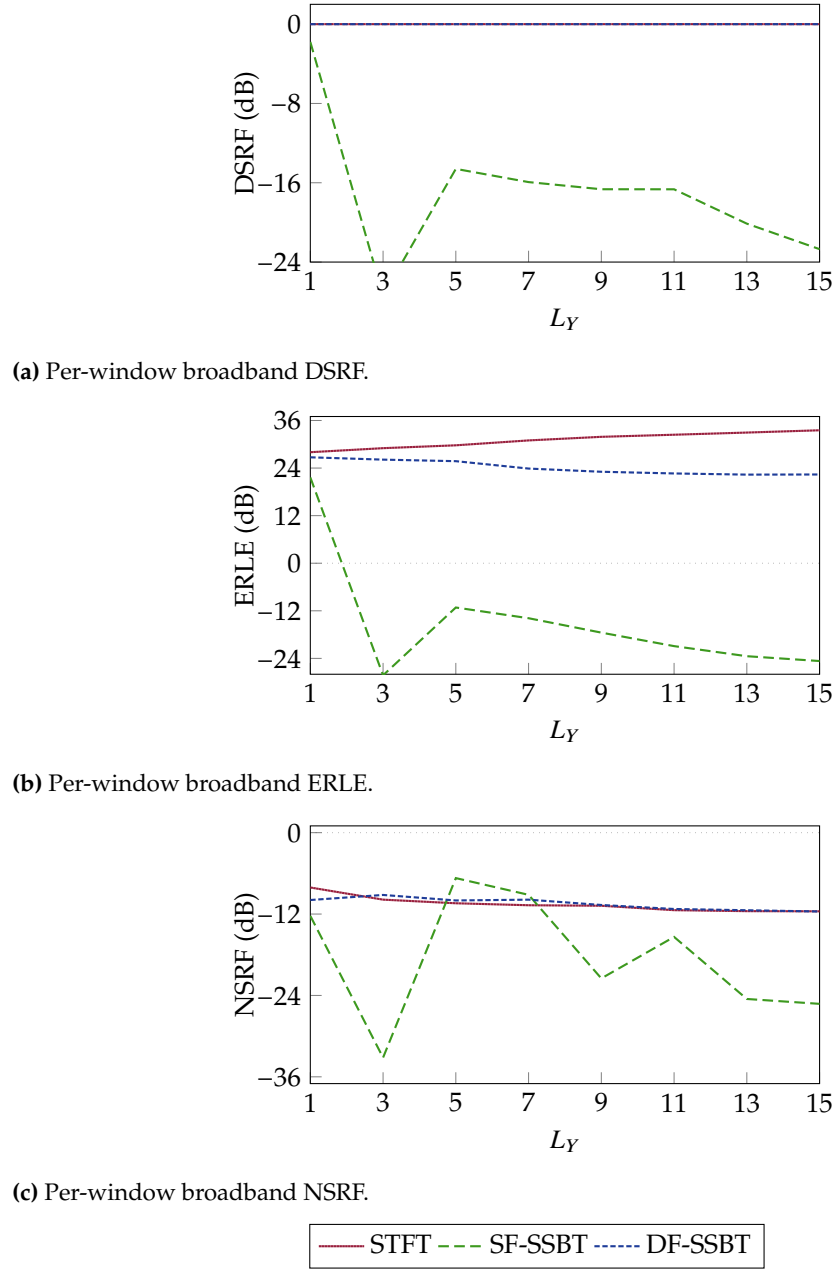 0
−8
−16
−24
DSRF (dB)
1 3 5 7 9 11 13 15
L_Y
(a) Per-window broadband DSRF.
36
24
12
0
−12
−24
ERLE (dB)
1 3 5 7 9 11 13 15
L_Y
(b) Per-window broadband ERLE.
0
−12
−24
−36
NSRF (dB)
1 3 5 7 9 11 13 15
L_Y
(c) Per-window broadband NSRF.
STFT SF-SSBT DF-SSBT